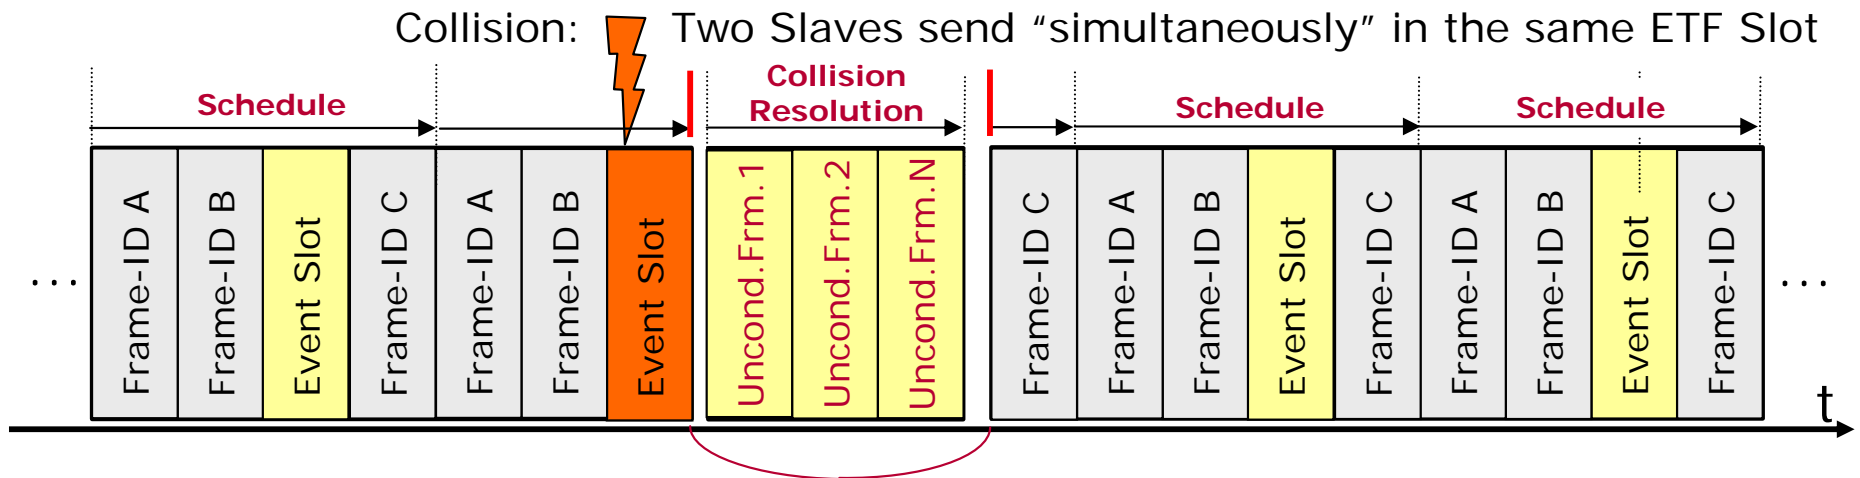 Collision: Two Slaves send “simultaneously” in the same ETF Slot
Schedule
Collision
Resolution
Schedule
Schedule
...
Frame-ID A
Frame-ID B
Event Slot
Frame-ID C
Frame-ID A
Frame-ID B
Event Slot
Uncond.Frm.1
Uncond.Frm.2
Uncond.Frm.N
Frame-ID C
Frame-ID A
Frame-ID B
Event Slot
Frame-ID C
Frame-ID A
Frame-ID B
Event Slot
Frame-ID C
...
t